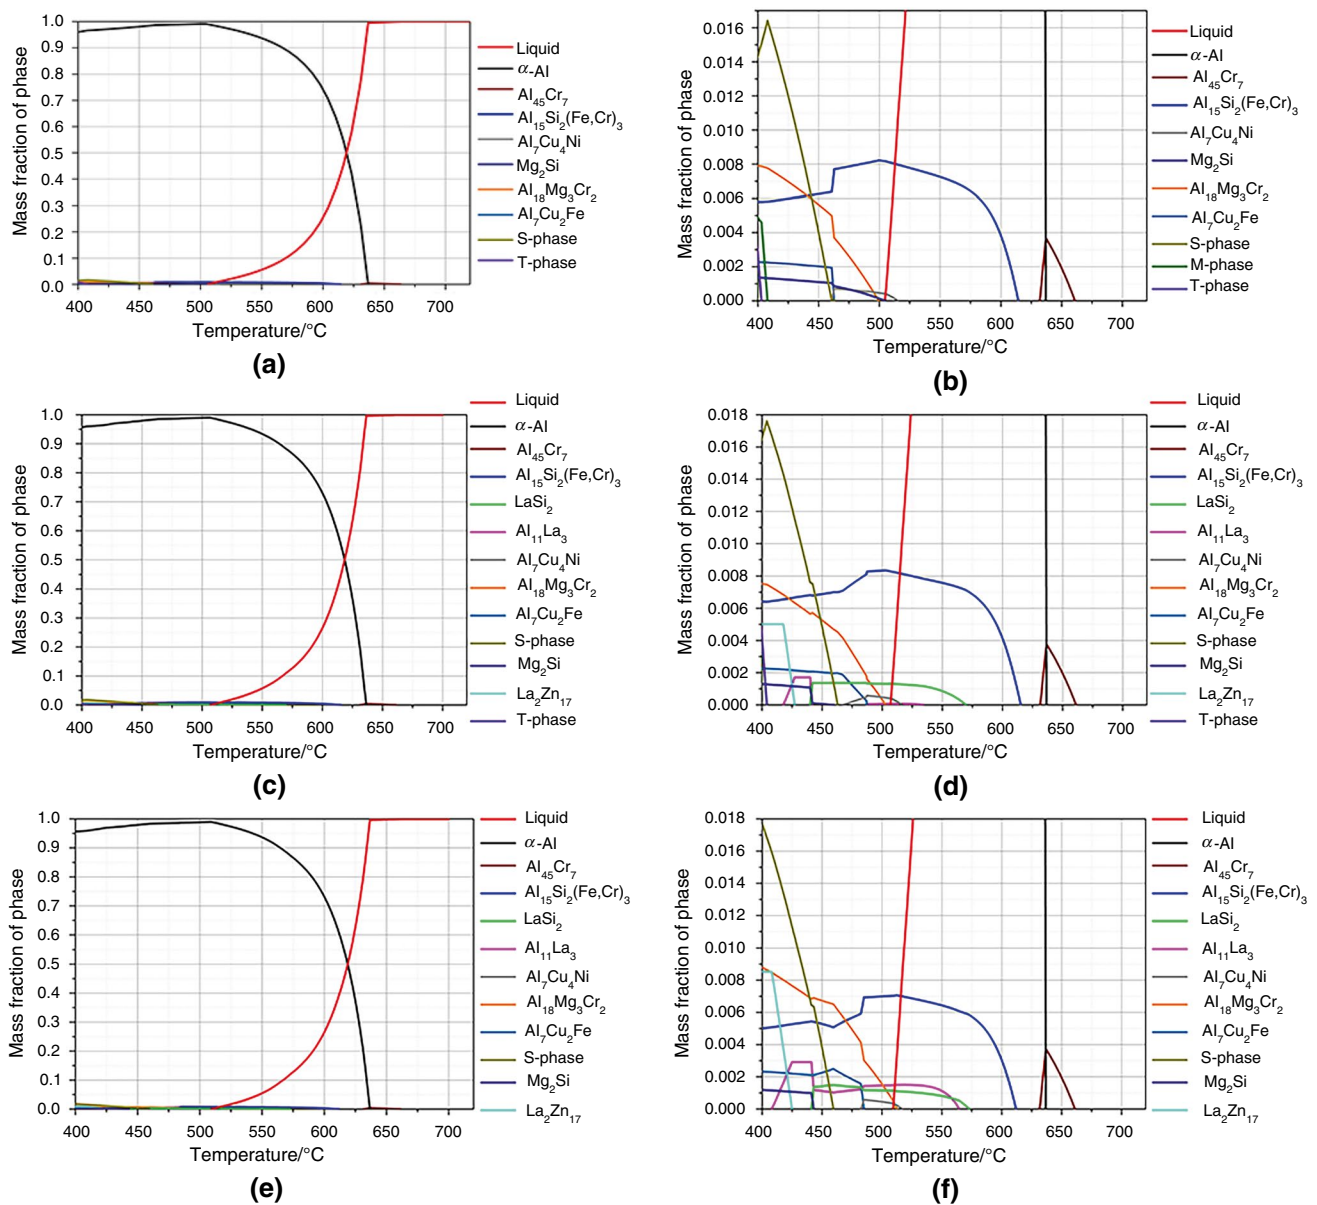 Mass fraction of phase
1.0
0.9
0.8
0.7
0.6
0.5
0.4
0.3
0.2
0.1
0.0
400 450 500 550 600 650 700
Temperature/°C
Liquid
α-Al
Al45Cr7
Al15Si2(Fe,Cr)3
Al7Cu4Ni
Mg2Si
Al18Mg3Cr2
Al7Cu2Fe
S-phase
T-phase
(a)
Mass fraction of phase
0.016
0.014
0.012
0.010
0.008
0.006
0.004
0.002
0.000
400 450 500 550 600 650 700
Temperature/°C
Liquid
α-Al
Al45Cr7
Al15Si2(Fe,Cr)3
Al7Cu4Ni
Mg2Si
Al18Mg3Cr2
Al7Cu2Fe
S-phase
M-phase
T-phase
(b)
Mass fraction of phase
1.0
0.9
0.8
0.7
0.6
0.5
0.4
0.3
0.2
0.1
0.0
400 450 500 550 600 650 700
Temperature/°C
Liquid
α-Al
Al45Cr7
Al15Si2(Fe,Cr)3
LaSi2
Al11La3
Al7Cu4Ni
Al18Mg3Cr2
Al7Cu2Fe
S-phase
Mg2Si
La2Zn17
T-phase
(c)
Mass fraction of phase
0.018
0.016
0.014
0.012
0.010
0.008
0.006
0.004
0.002
0.000
400 450 500 550 600 650 700
Temperature/°C
Liquid
α-Al
Al45Cr7
Al15Si2(Fe,Cr)3
LaSi2
Al11La3
Al7Cu4Ni
Al18Mg3Cr2
Al7Cu2Fe
S-phase
Mg2Si
La2Zn17
T-phase
(d)
Mass fraction of phase
1.0
0.9
0.8
0.7
0.6
0.5
0.4
0.3
0.2
0.1
0.0
400 450 500 550 600 650 700
Temperature/°C
Liquid
α-Al
Al45Cr7
Al15Si2(Fe,Cr)3
LaSi2
Al11La3
Al7Cu4Ni
Al18Mg3Cr2
Al7Cu2Fe
S-phase
Mg2Si
La2Zn17
(e)
Mass fraction of phase
0.018
0.016
0.014
0.012
0.010
0.008
0.006
0.004
0.002
0.000
400 450 500 550 600 650 700
Temperature/°C
Liquid
α-Al
Al45Cr7
Al15Si2(Fe,Cr)3
LaSi2
Al11La3
Al7Cu4Ni
Al18Mg3Cr2
Al7Cu2Fe
S-phase
Mg2Si
La2Zn17
(f)